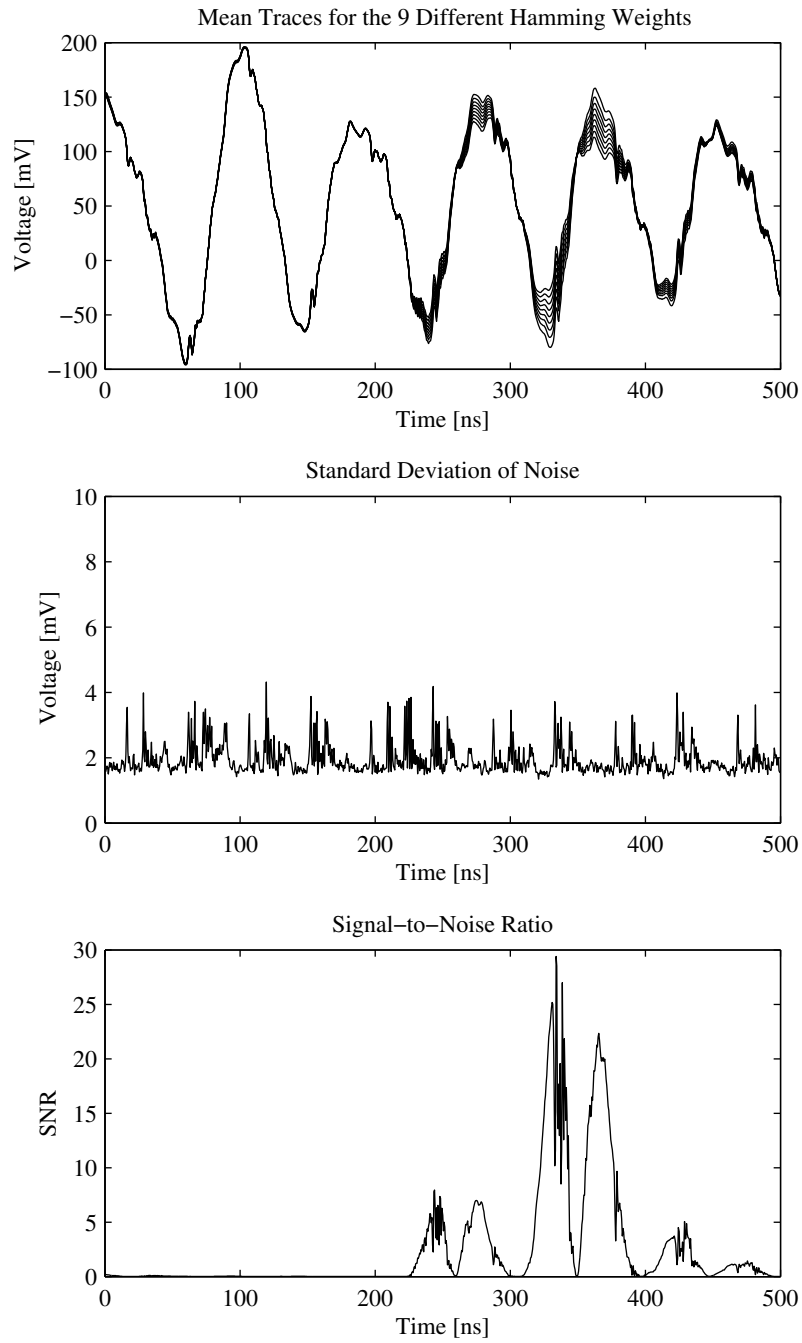 Mean Traces for the 9 Different Hamming Weights
200
150
100
50
0
−50
−100
Voltage [mV]
0 100 200 300 400 500
Time [ns]
Standard Deviation of Noise
10
8
6
4
2
0
Voltage [mV]
0 100 200 300 400 500
Time [ns]
Signal−to−Noise Ratio
30
25
20
15
10
5
0
SNR
0 100 200 300 400 500
Time [ns]